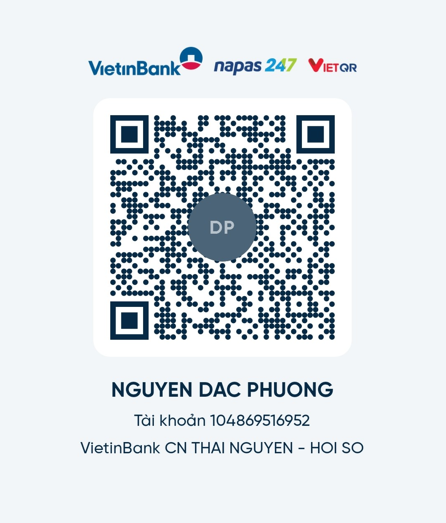 VietinBank napas 247 VIETQR
DP
NGUYEN DAC PHUONG
Tài khoản 104869516952
VietinBank CN THAI NGUYEN - HOI SO